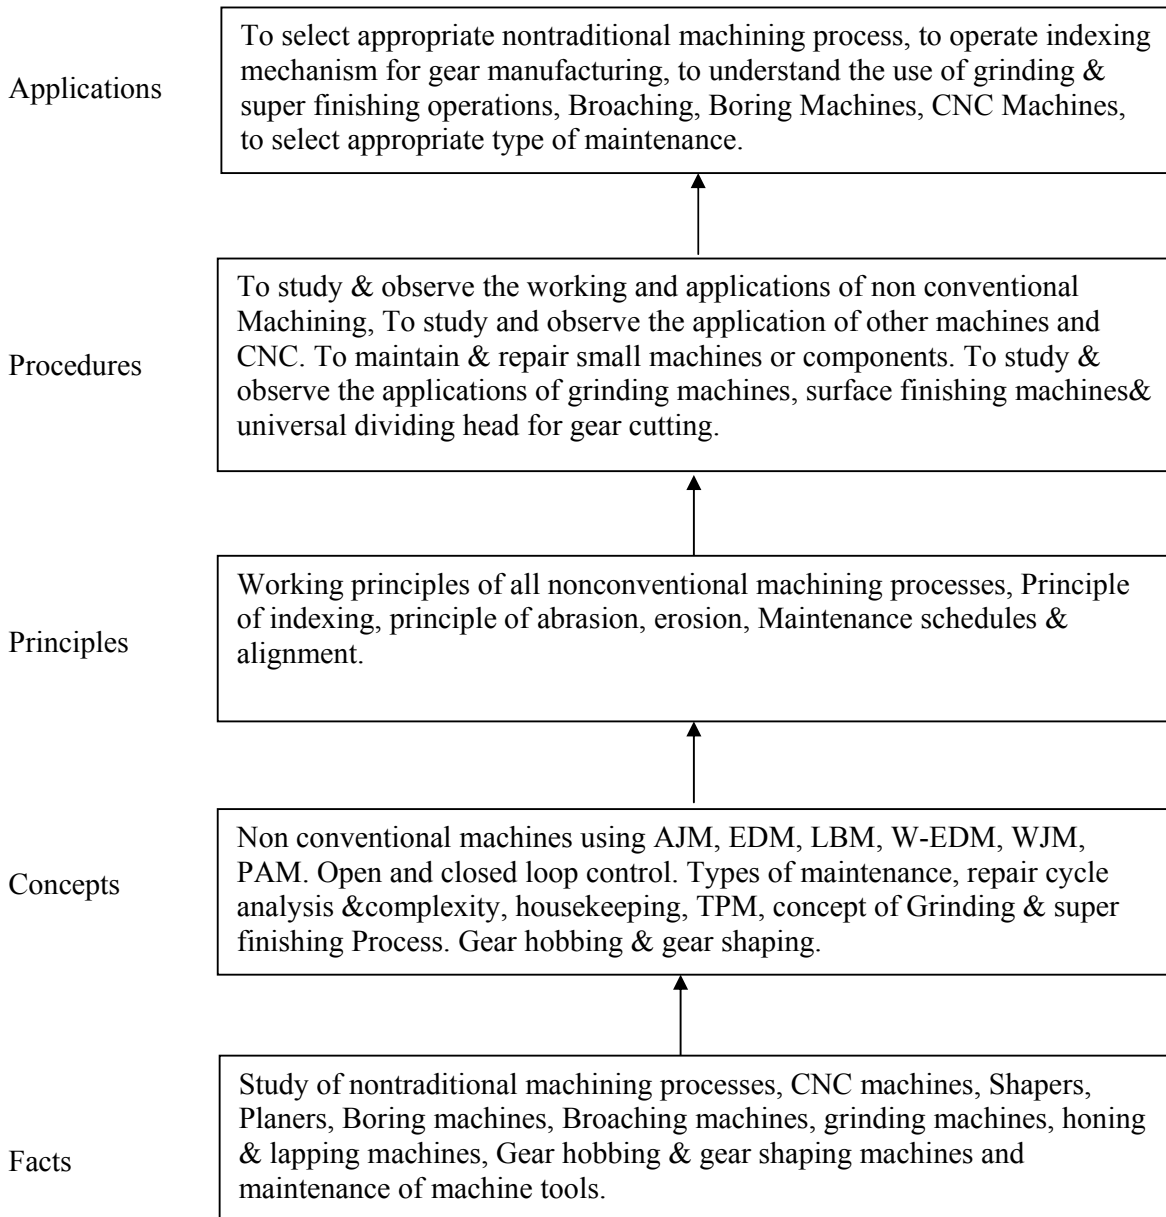 Applications
To select appropriate nontraditional machining process, to operate indexing
mechanism for gear manufacturing, to understand the use of grinding &
super finishing operations, Broaching, Boring Machines, CNC Machines,
to select appropriate type of maintenance.
Procedures
To study & observe the working and applications of non conventional
Machining, To study and observe the application of other machines and
CNC. To maintain & repair small machines or components. To study &
observe the applications of grinding machines, surface finishing machines&
universal dividing head for gear cutting.
Principles
Working principles of all nonconventional machining processes, Principle
of indexing, principle of abrasion, erosion, Maintenance schedules &
alignment.
Concepts
Non conventional machines using AJM, EDM, LBM, W-EDM, WJM,
PAM. Open and closed loop control. Types of maintenance, repair cycle
analysis &complexity, housekeeping, TPM, concept of Grinding & super
finishing Process. Gear hobbing & gear shaping.
Facts
Study of nontraditional machining processes, CNC machines, Shapers,
Planers, Boring machines, Broaching machines, grinding machines, honing
& lapping machines, Gear hobbing & gear shaping machines and
maintenance of machine tools.